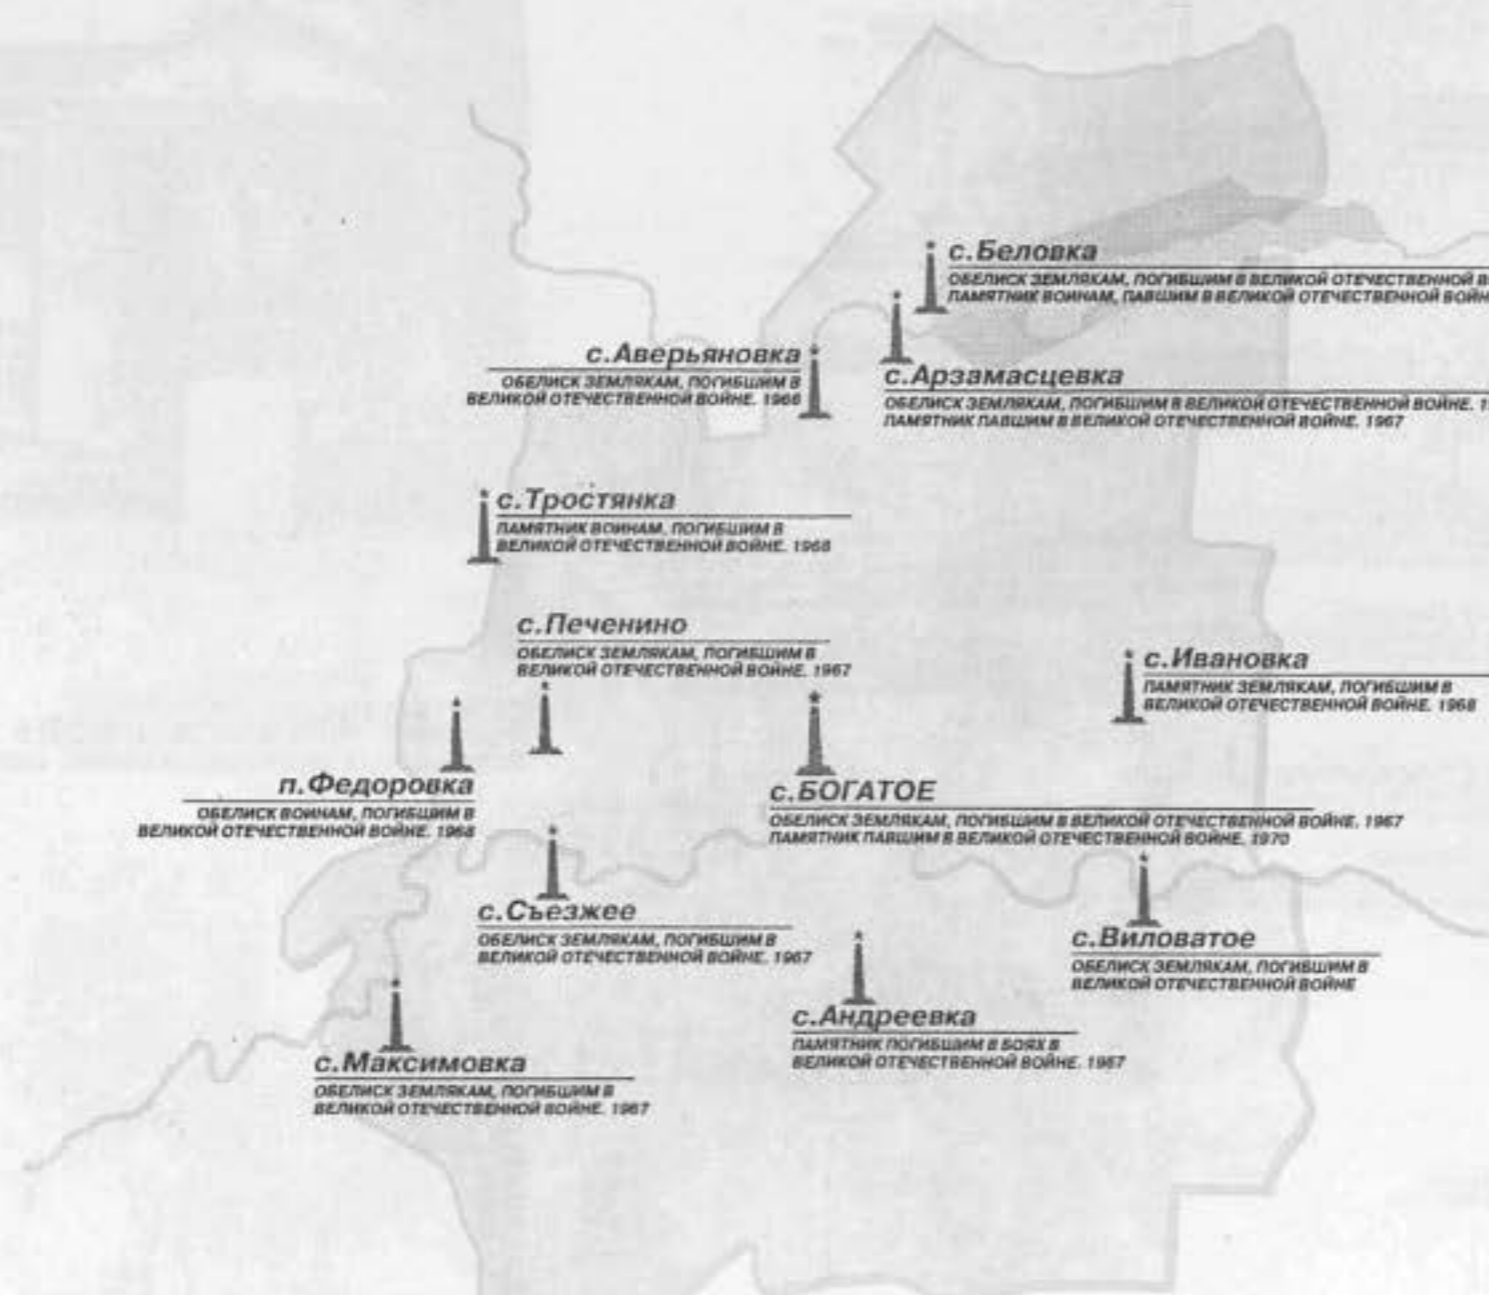 с.Беловка
ОБЕЛИСК ЗЕМЛЯКАМ, ПОГИБШИМ В ВЕЛИКОЙ ОТЕЧЕСТВЕННОЙ
ПАМЯТНИК ВОИНАМ, ПАВШИМ В ВЕЛИКОЙ ОТЕЧЕСТВЕННОЙ ВОЙН
с.Аверьяновка
ОБЕЛИСК ЗЕМЛЯКАМ, ПОГИБШИМ В
ВЕЛИКОЙ ОТЕЧЕСТВЕННОЙ ВОЙНЕ. 1966
с.Арзамасцевка
ОБЕЛИСК ЗЕМЛЯКАМ, ПОГИБШИМ В ВЕЛИКОЙ ОТЕЧЕСТВЕННОЙ ВОЙНЕ.
ПАМЯТНИК ПАВШИМ В ВЕЛИКОЙ ОТЕЧЕСТВЕННОЙ ВОЙНЕ. 1967
с.Тростянка
ПАМЯТНИК ВОИНАМ, ПОГИБШИМ В
ВЕЛИКОЙ ОТЕЧЕСТВЕННОЙ ВОЙНЕ. 1968
с.Печенино
ОБЕЛИСК ЗЕМЛЯКАМ, ПОГИБШИМ В
ВЕЛИКОЙ ОТЕЧЕСТВЕННОЙ ВОЙНЕ. 1967
с.Ивановка
ПАМЯТНИК ЗЕМЛЯКАМ, ПОГИБШИМ В
ВЕЛИКОЙ ОТЕЧЕСТВЕННОЙ ВОЙНЕ. 1968
п.Федоровка
ОБЕЛИСК ВОИНАМ, ПОГИБШИМ В
ВЕЛИКОЙ ОТЕЧЕСТВЕННОЙ ВОЙНЕ. 1968
с.БОГАТОЕ
ОБЕЛИСК ЗЕМЛЯКАМ, ПОГИБШИМ В ВЕЛИКОЙ ОТЕЧЕСТВЕННОЙ ВОЙНЕ. 1967
ПАМЯТНИК ПАВШИМ В ВЕЛИКОЙ ОТЕЧЕСТВЕННОЙ ВОЙНЕ. 1970
с.Съезжее
ОБЕЛИСК ЗЕМЛЯКАМ, ПОГИБШИМ В
ВЕЛИКОЙ ОТЕЧЕСТВЕННОЙ ВОЙНЕ. 1967
с.Виловатое
ОБЕЛИСК ЗЕМЛЯКАМ, ПОГИБШИМ В
ВЕЛИКОЙ ОТЕЧЕСТВЕННОЙ ВОЙНЕ
с.Андреевка
ПАМЯТНИК ПОГИБШИМ В БОЯХ В
ВЕЛИКОЙ ОТЕЧЕСТВЕННОЙ ВОЙНЕ. 1967
с.Максимовка
ОБЕЛИСК ЗЕМЛЯКАМ, ПОГИБШИМ В
ВЕЛИКОЙ ОТЕЧЕСТВЕННОЙ ВОЙНЕ. 1967